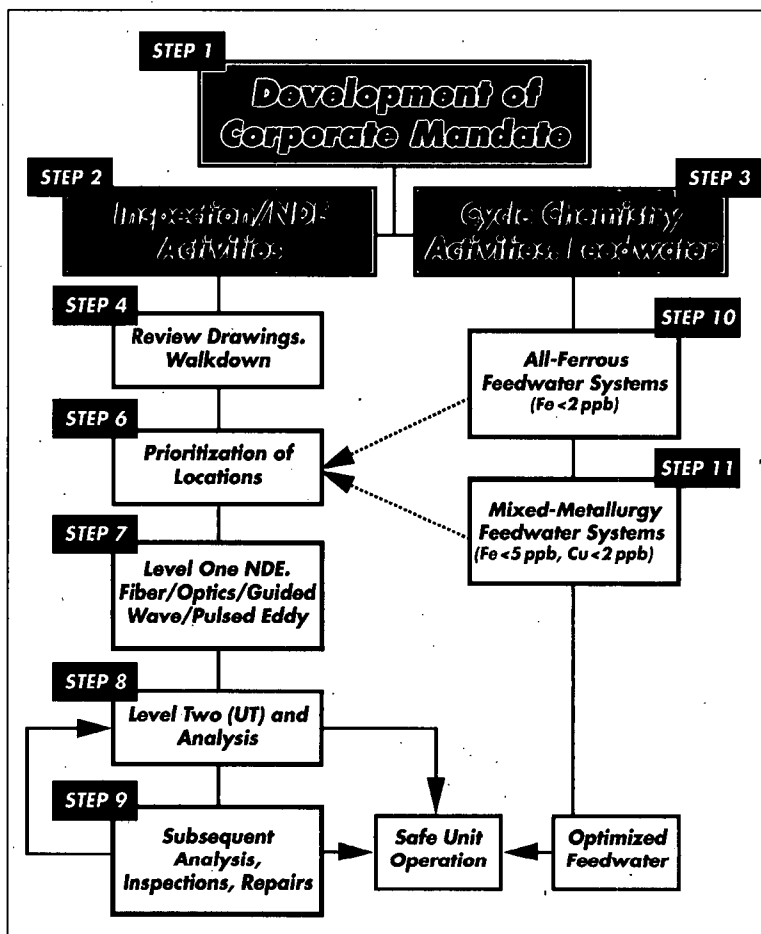 STEP 1
Development of
Corporate Mandate
STEP 2
Inspection/NDE
Activities
STEP 3
Cycle Chemistry
Activities. Feedwater
STEP 4
Review Drawings.
Walkdown
STEP 10
All-Ferrous
Feedwater Systems
(Fe<2 ppb)
STEP 6
Prioritization of
Locations
STEP 11
Mixed-Metallurgy
Feedwater Systems
(Fe<5 ppb, Cu<2 ppb)
STEP 7
Level One NDE.
Fiber/Optics/Guided
Wave/Pulsed Eddy
STEP 8
Level Two (UT) and
Analysis
STEP 9
Subsequent
Analysis,
Inspections, Repairs
Safe Unit
Operation
Optimized
Feedwater